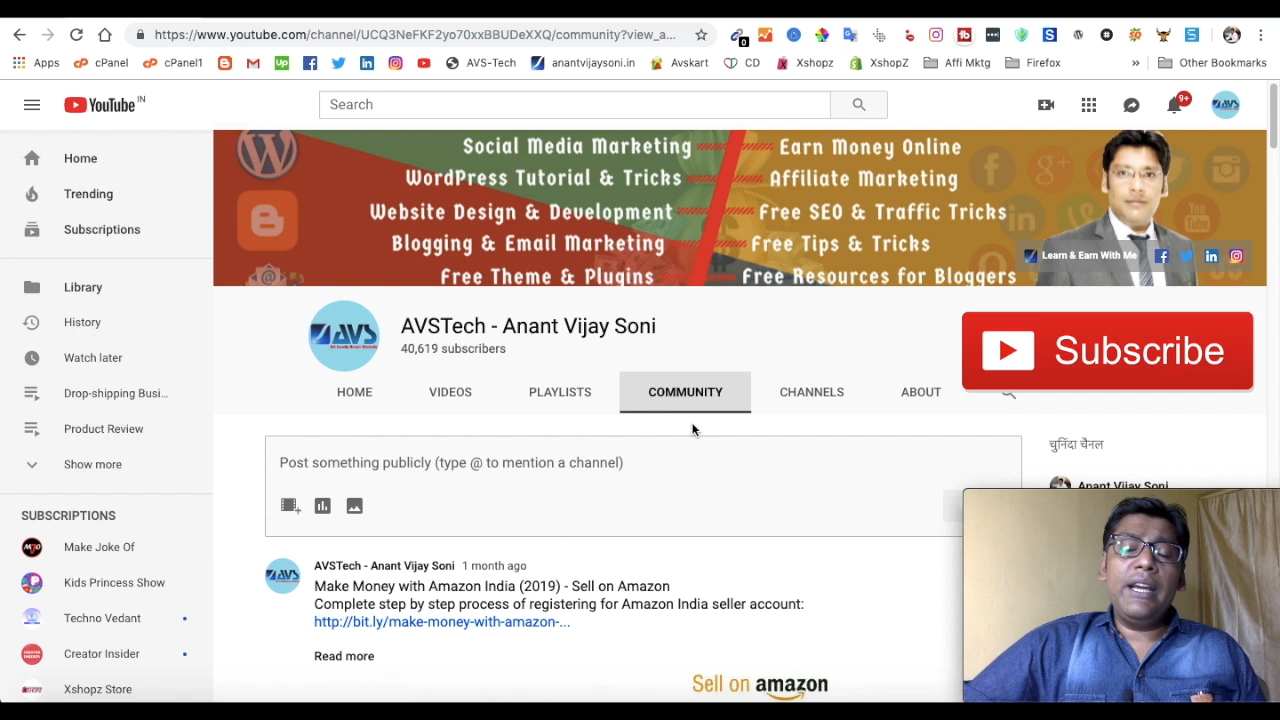 https://www.youtube.com/channel/UCQ3NeFKF2yo70xxBBUDeXXQ/community?view_a...
0
Apps cPanel cPanel1 AVS-Tech anantvijaysoni.in Avskart CD Xshopz XshopZ Affi Mktg Firefox » Other Bookmarks
YouTube IN
Search
9+
Home
Trending
Subscriptions
Library
History
Watch later
Drop-shipping Busi...
Product Review
Show more
SUBSCRIPTIONS
Make Joke Of
Kids Princess Show
Techno Vedant
Creator Insider
Xshopz Store
Social Media Marketing Earn Money Online
WordPress Tutorial & Tricks Affiliate Marketing
Website Design & Development Free SEO & Traffic Tricks
Blogging & Email Marketing Free Tips & Tricks
Free Theme & Plugins Free Resources for Bloggers
Learn & Earn With Me
AVS
AVSTech - Anant Vijay Soni
40,619 subscribers
Subscribe
HOME VIDEOS PLAYLISTS COMMUNITY CHANNELS ABOUT
Post something publicly (type @ to mention a channel)
चुनिंदा चैनल
Anant Vijay Soni
AVSTech - Anant Vijay Soni 1 month ago
Make Money with Amazon India (2019) - Sell on Amazon
Complete step by step process of registering for Amazon India seller account:
http://bit.ly/make-money-with-amazon-...
Read more
Sell on amazon